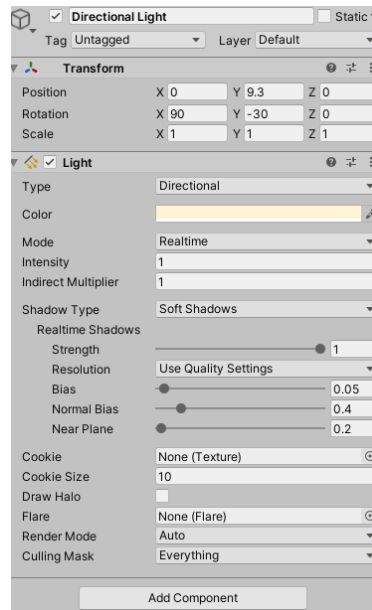 Directional Light Static
Tag Untagged Layer Default
Transform
Position X 0 Y 9.3 Z 0
Rotation X 90 Y -30 Z 0
Scale X 1 Y 1 Z 1
Light
Type Directional
Color
Mode Realtime
Intensity 1
Indirect Multiplier 1
Shadow Type Soft Shadows
Realtime Shadows
Strength 1
Resolution Use Quality Settings
Bias 0.05
Normal Bias 0.4
Near Plane 0.2
Cookie None (Texture)
Cookie Size 10
Draw Halo
Flare None (Flare)
Render Mode Auto
Culling Mask Everything
Add Component